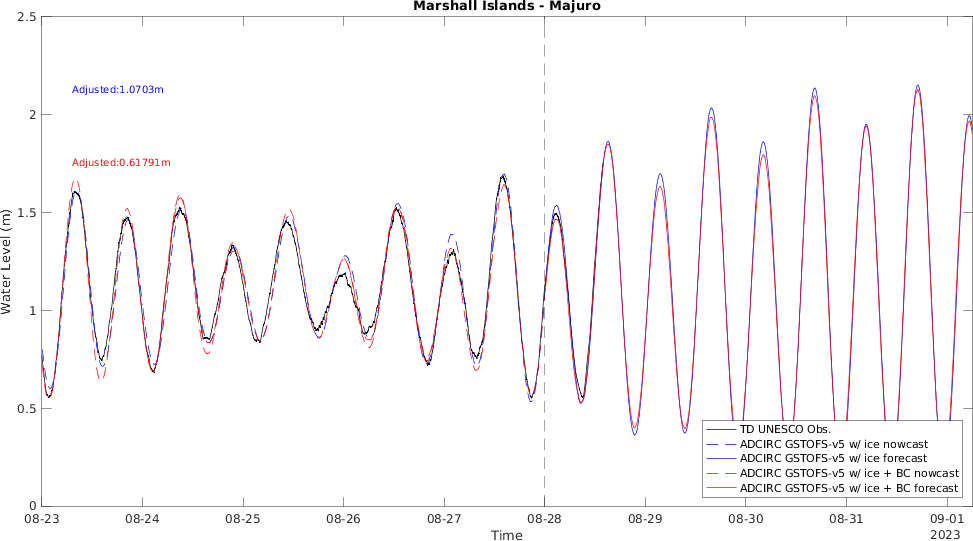 Marshall Islands - Majuro
2.5
Adjusted:1.0703m
2
Adjusted:0.61791m
1.5
Water Level (m)
1
0.5
TD UNESCO Obs.
ADCIRC GSTOFS-v5 w/ ice nowcast
ADCIRC GSTOFS-v5 w/ ice forecast
ADCIRC GSTOFS-v5 w/ ice + BC nowcast
ADCIRC GSTOFS-v5 w/ ice + BC forecast
0
08-23 08-24 08-25 08-26 08-27 08-28 08-29 08-30 08-31 09-01
Time 2023